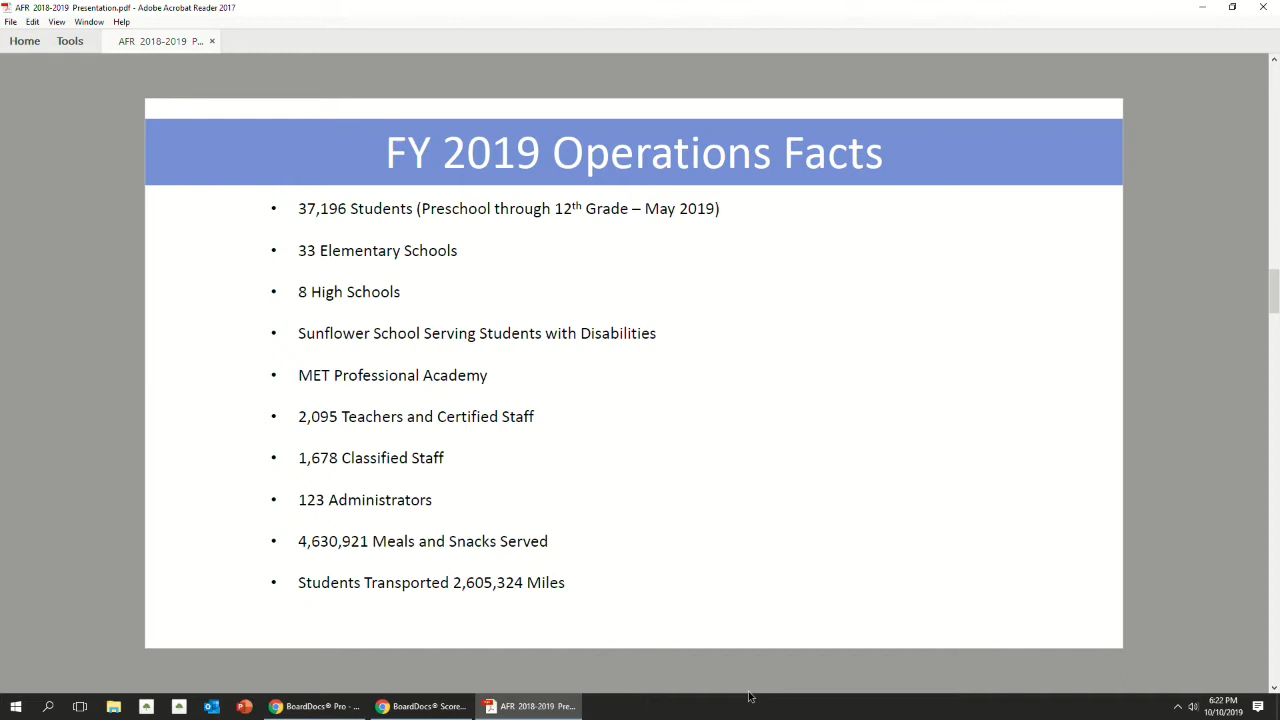 AFR 2018-2019 Presentation.pdf - Adobe Acrobat Reader 2017
File Edit View Window Help
Home Tools AFR 2018-2019 P... ×
FY 2019 Operations Facts
• 37,196 Students (Preschool through 12th Grade – May 2019)
• 33 Elementary Schools
• 8 High Schools
• Sunflower School Serving Students with Disabilities
• MET Professional Academy
• 2,095 Teachers and Certified Staff
• 1,678 Classified Staff
• 123 Administrators
• 4,630,921 Meals and Snacks Served
• Students Transported 2,605,324 Miles
BoardDocs® Pro - ... BoardDocs® Score... AFR 2018-2019 Pre... 6:22 PM
10/10/2019